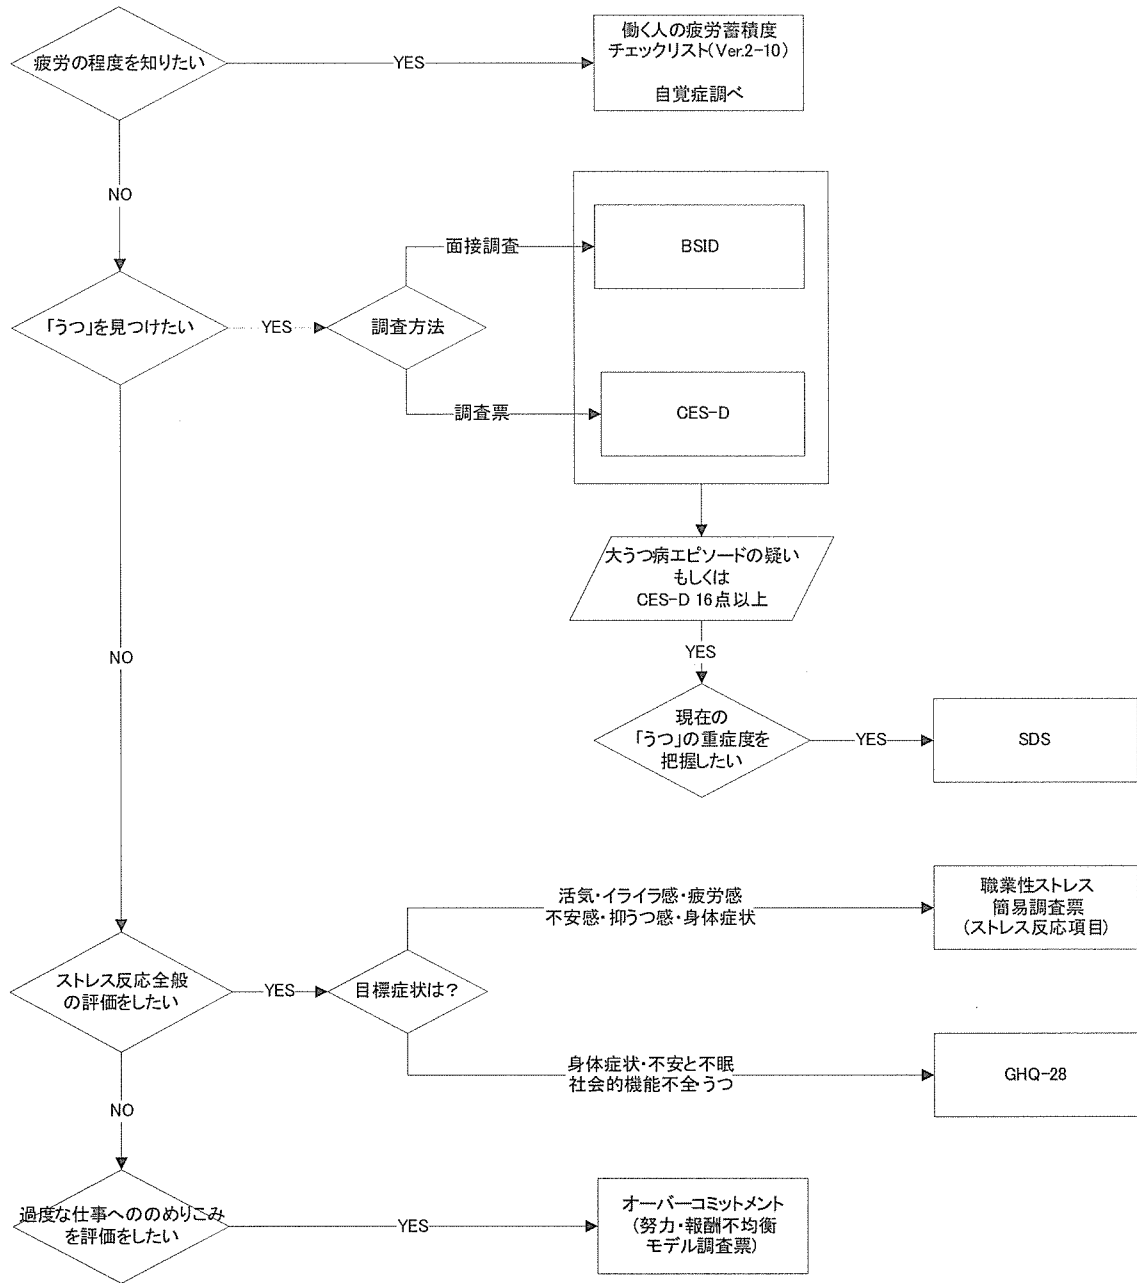 疲労の程度を知りたい
YES
働く人の疲労蓄積度
チェックリスト(Ver.2-10)
自覚症調べ
NO
面接調査
BSID
「うつ」を見つけたい
YES
調査方法
調査票
CES-D
大うつ病エピソードの疑い
もしくは
CES-D 16点以上
NO
YES
現在の
「うつ」の重症度を
把握したい
YES
SDS
活気・イライラ感・疲労感
不安感・抑うつ感・身体症状
職業性ストレス
簡易調査票
(ストレス反応項目)
ストレス反応全般
の評価をしたい
YES
目標症状は?
身体症状・不安と不眠
社会的機能不全・うつ
GHQ-28
NO
過度な仕事へののめりこみ
を評価をしたい
YES
オーバーコミットメント
(努力・報酬不均衡
モデル調査票)